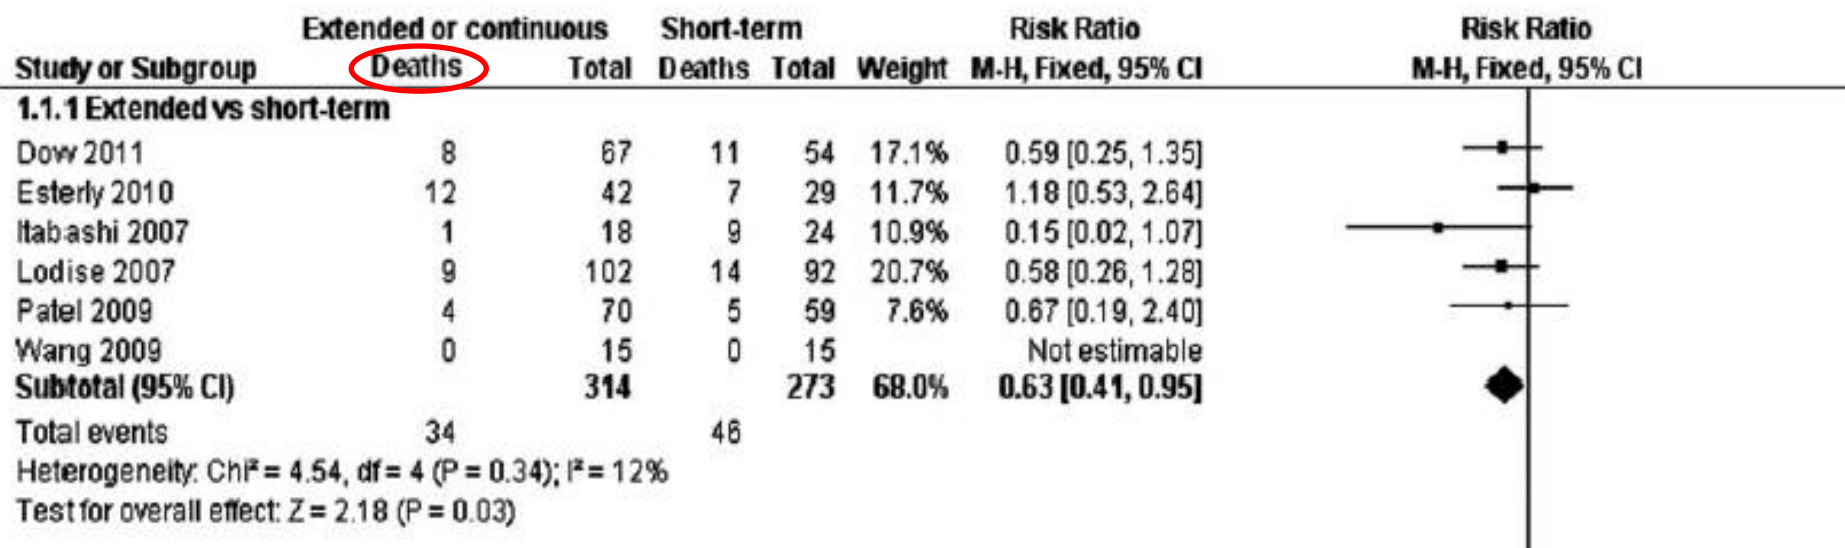 Extended or continuous Short-term Risk Ratio Risk Ratio
Study or Subgroup Deaths Total Deaths Total Weight M-H, Fixed, 95% CI M-H, Fixed, 95% CI
1.1.1 Extended vs short-term
Dow 2011 8 67 11 54 17.1% 0.59 [0.25, 1.35]
Esterly 2010 12 42 7 29 11.7% 1.18 [0.53, 2.64]
Itabashi 2007 1 18 9 24 10.9% 0.15 [0.02, 1.07]
Lodise 2007 9 102 14 92 20.7% 0.58 [0.26, 1.28]
Patel 2009 4 70 5 59 7.6% 0.67 [0.19, 2.40]
Wang 2009 0 15 0 15 Not estimable
Subtotal (95% CI) 314 273 68.0% 0.63 [0.41, 0.95]
Total events 34 46
Heterogeneity: Chi² = 4.54, df = 4 (P = 0.34); I² = 12%
Test for overall effect: Z = 2.18 (P = 0.03)